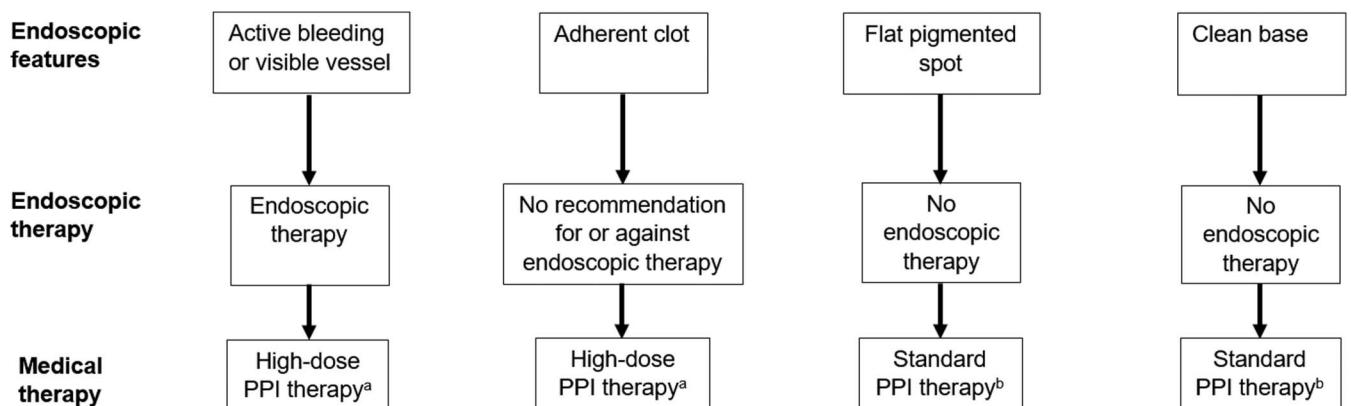 Endoscopic
features
Active bleeding
or visible vessel
Adherent clot
Flat pigmented
spot
Clean base
Endoscopic
therapy
Endoscopic
therapy
No recommendation
for or against
endoscopic therapy
No
endoscopic
therapy
No
endoscopic
therapy
Medical
therapy
High-dose
PPI therapyᵃ
High-dose
PPI therapyᵃ
Standard
PPI therapyᵇ
Standard
PPI therapyᵇ